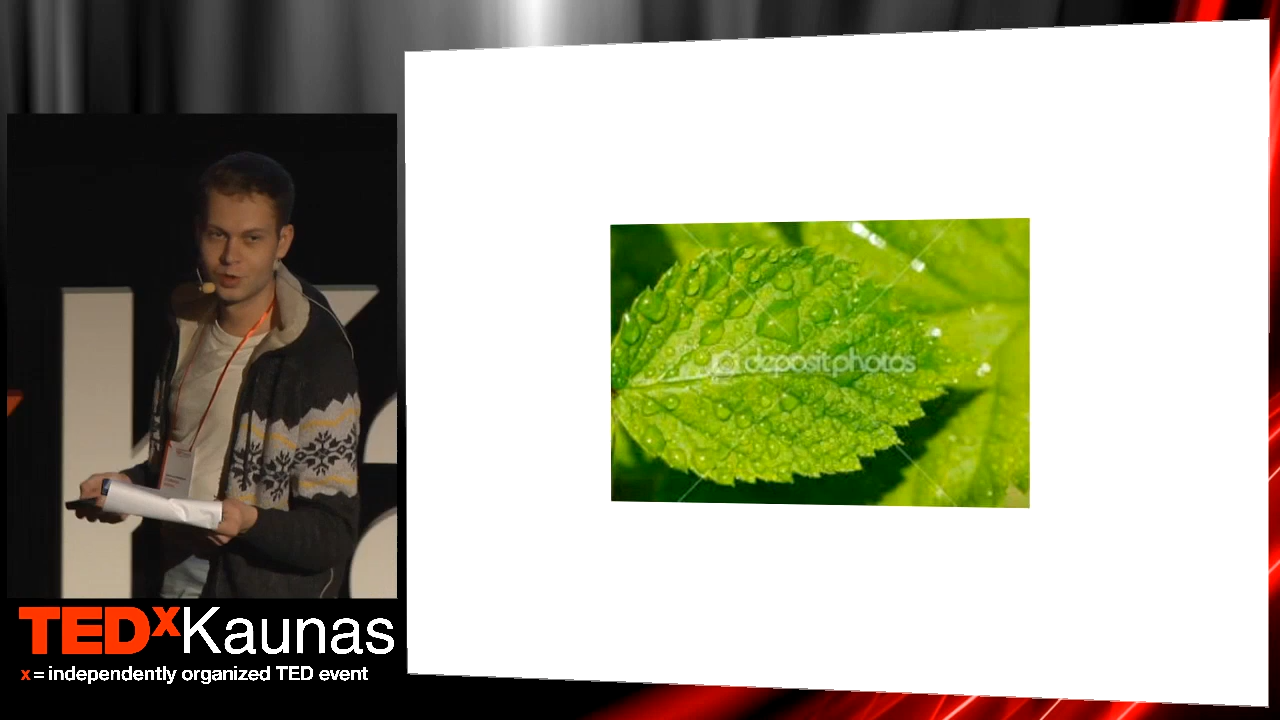 depositphotos
TEDxKaunas
x = independently organized TED event